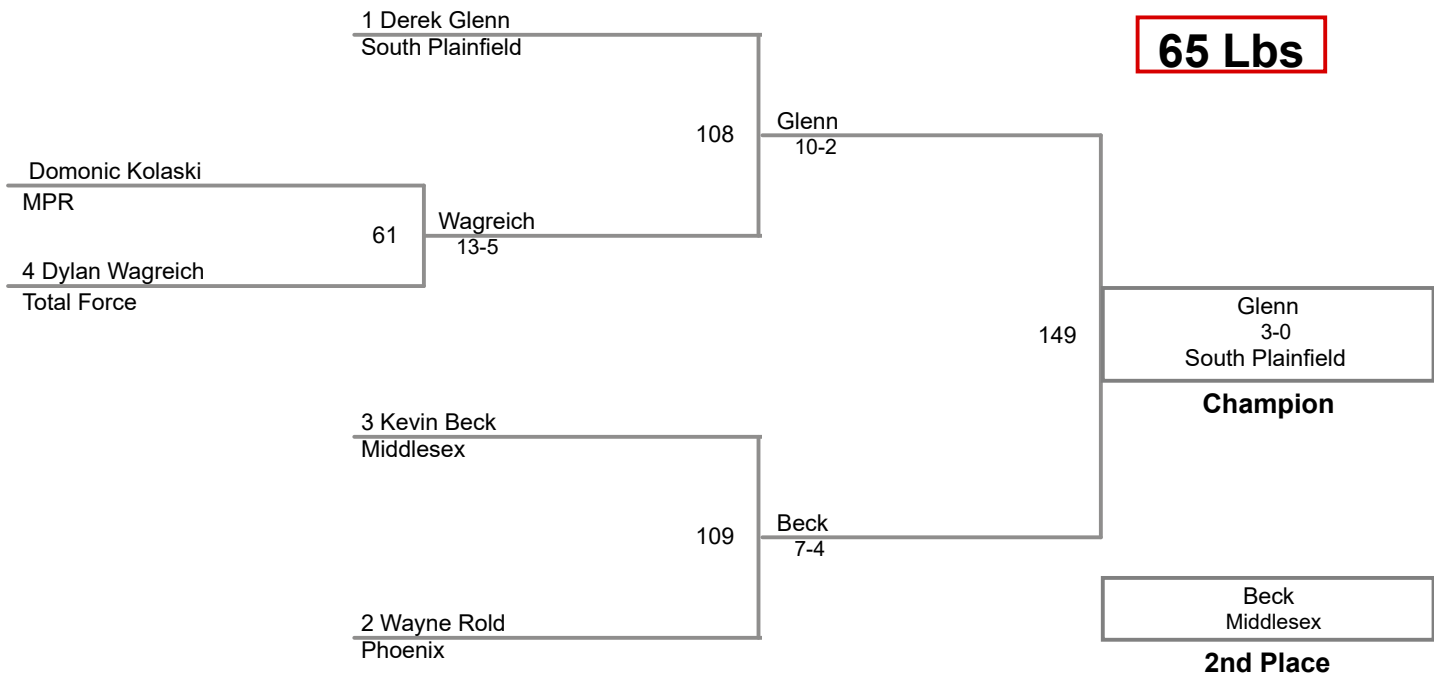 1 Derek Glenn
South Plainfield
65 Lbs
108
Glenn
10-2
Domonic Kolaski
MPR
61
Wagreich
13-5
4 Dylan Wagreich
Total Force
149
Glenn
3-0
South Plainfield
Champion
3 Kevin Beck
Middlesex
109
Beck
7-4
2 Wayne Rold
Phoenix
Beck
Middlesex
2nd Place